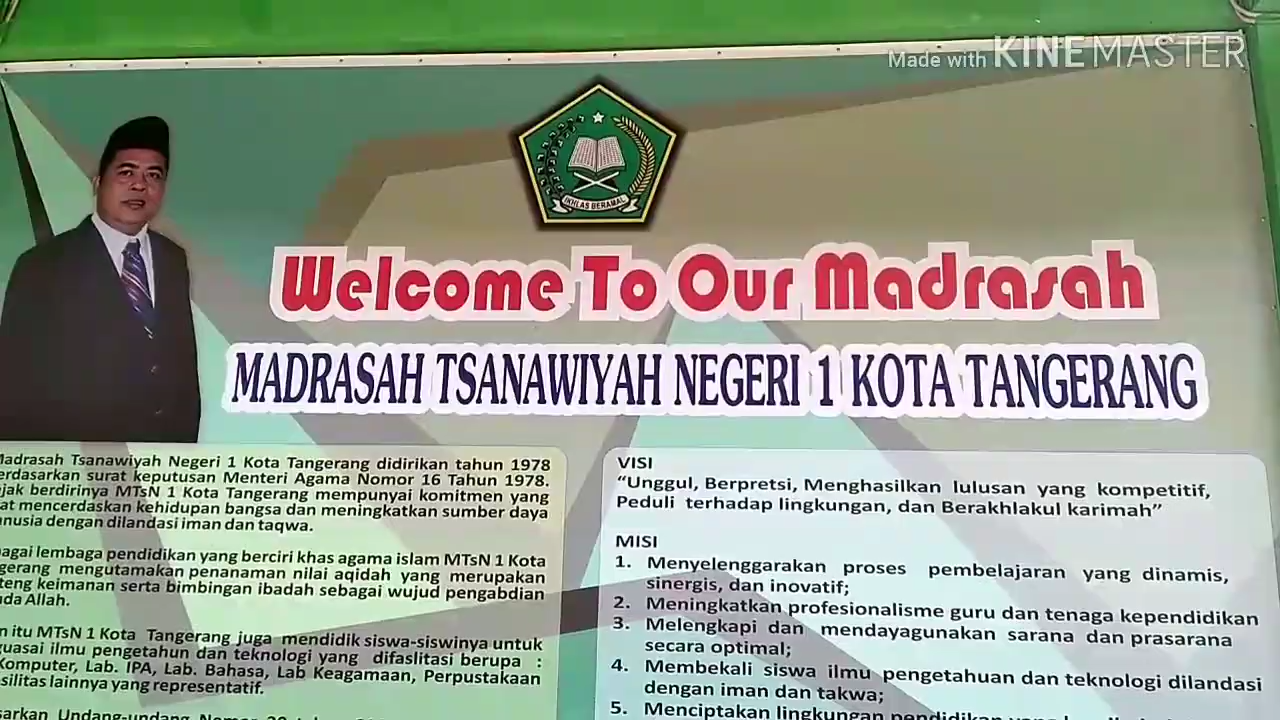 Made with KINEMASTER
IKHLAS BERAMAL
Welcome To Our Madrasah
MADRASAH TSANAWIYAH NEGERI 1 KOTA TANGERANG
Madrasah Tsanawiyah Negeri 1 Kota Tangerang didirikan tahun 1978
erdasarkan surat keputusan Menteri Agama Nomor 16 Tahun 1978.
jak berdirinya MTsN 1 Kota Tangerang mempunyai komitmen yang
at mencerdaskan kehidupan bangsa dan meningkatkan sumber daya
nusia dengan dilandasi iman dan taqwa.
agai lembaga pendidikan yang berciri khas agama islam MTsN 1 Kota
gerang mengutamakan penanaman nilai aqidah yang merupakan
teng keimanan serta bimbingan ibadah sebagai wujud pengabdian
da Allah.
n itu MTsN 1 Kota Tangerang juga mendidik siswa-siswinya untuk
guasai ilmu pengetahun dan teknologi yang difaslitasi berupa :
Komputer, Lab. IPA, Lab. Bahasa, Lab Keagamaan, Perpustakaan
silitas lainnya yang representatif.
sarkan Undang-undang Nomor
VISI
“Unggul, Berpretsi, Menghasilkan lulusan yang kompetitif,
Peduli terhadap lingkungan, dan Berakhlakul karimah”
MISI
1. Menyelenggarakan proses pembelajaran yang dinamis,
sinergis, dan inovatif;
2. Meningkatkan profesionalisme guru dan tenaga kependidikan
3. Melengkapi dan mendayagunakan sarana dan prasarana
secara optimal;
4. Membekali siswa ilmu pengetahuan dan teknologi dilandasi
dengan iman dan takwa;
5. Menciptakan lingkungan pendidikan yang